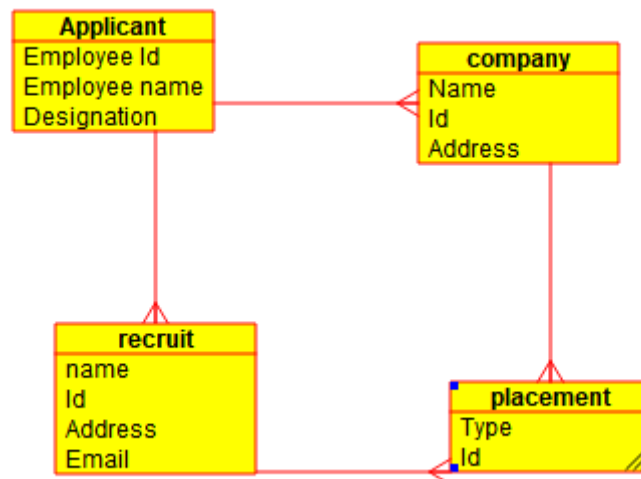 Applicant
Employee Id
Employee name
Designation
company
Name
Id
Address
recruit
name
Id
Address
Email
placement
Type
Id